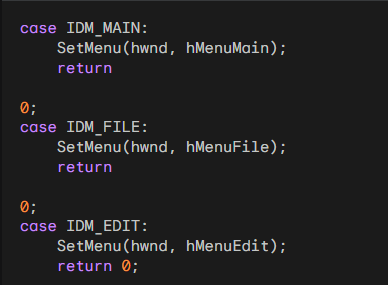 case IDM_MAIN:
    SetMenu(hwnd, hMenuMain);
    return

0;
case IDM_FILE:
    SetMenu(hwnd, hMenuFile);
    return

0;
case IDM_EDIT:
    SetMenu(hwnd, hMenuEdit);
    return 0;